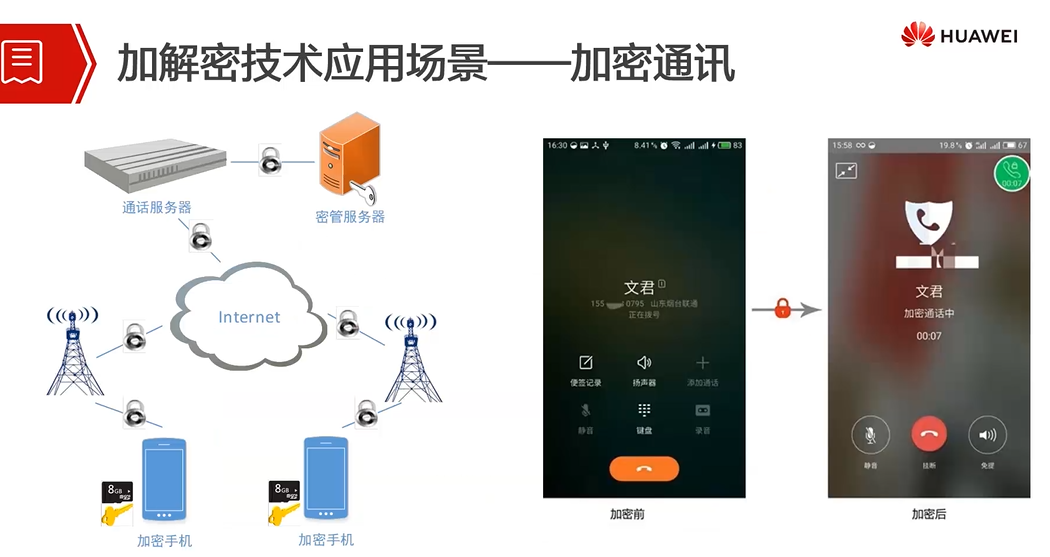 加解密技术应用场景——加密通讯
HUAWEI
通话服务器
密管服务器
Internet
8GB
microSD
加密手机
8GB
microSD
加密手机
16:30
8.41% 83
文君
155 0795 山东烟台联通
正在拨号
便签记录
扬声器
添加通话
静音
键盘
录音
加密前
15:58
19.8% 67
00:07
文君
加密通话中
00:07
静音
挂断
免提
加密后